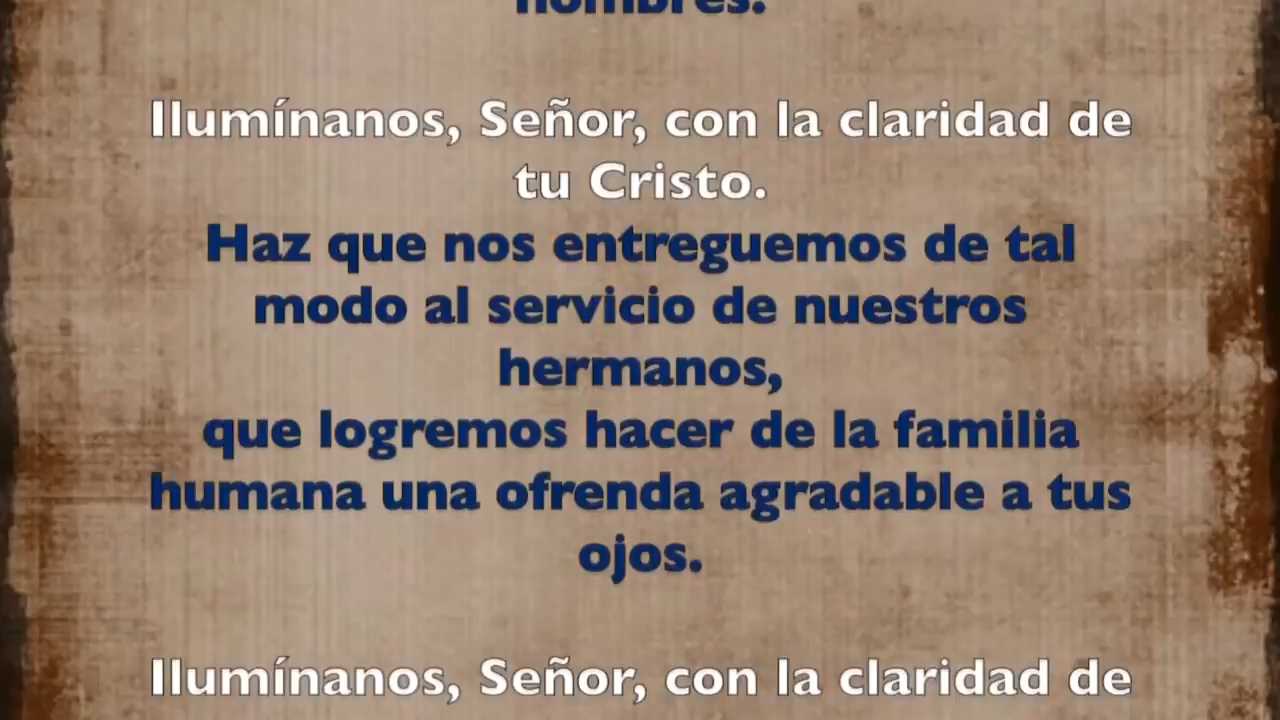 hombres.
Ilumínanos, Señor, con la claridad de
tu Cristo.
Haz que nos entreguemos de tal
modo al servicio de nuestros
hermanos,
que logremos hacer de la familia
humana una ofrenda agradable a tus
ojos.
Ilumínanos, Señor, con la claridad de